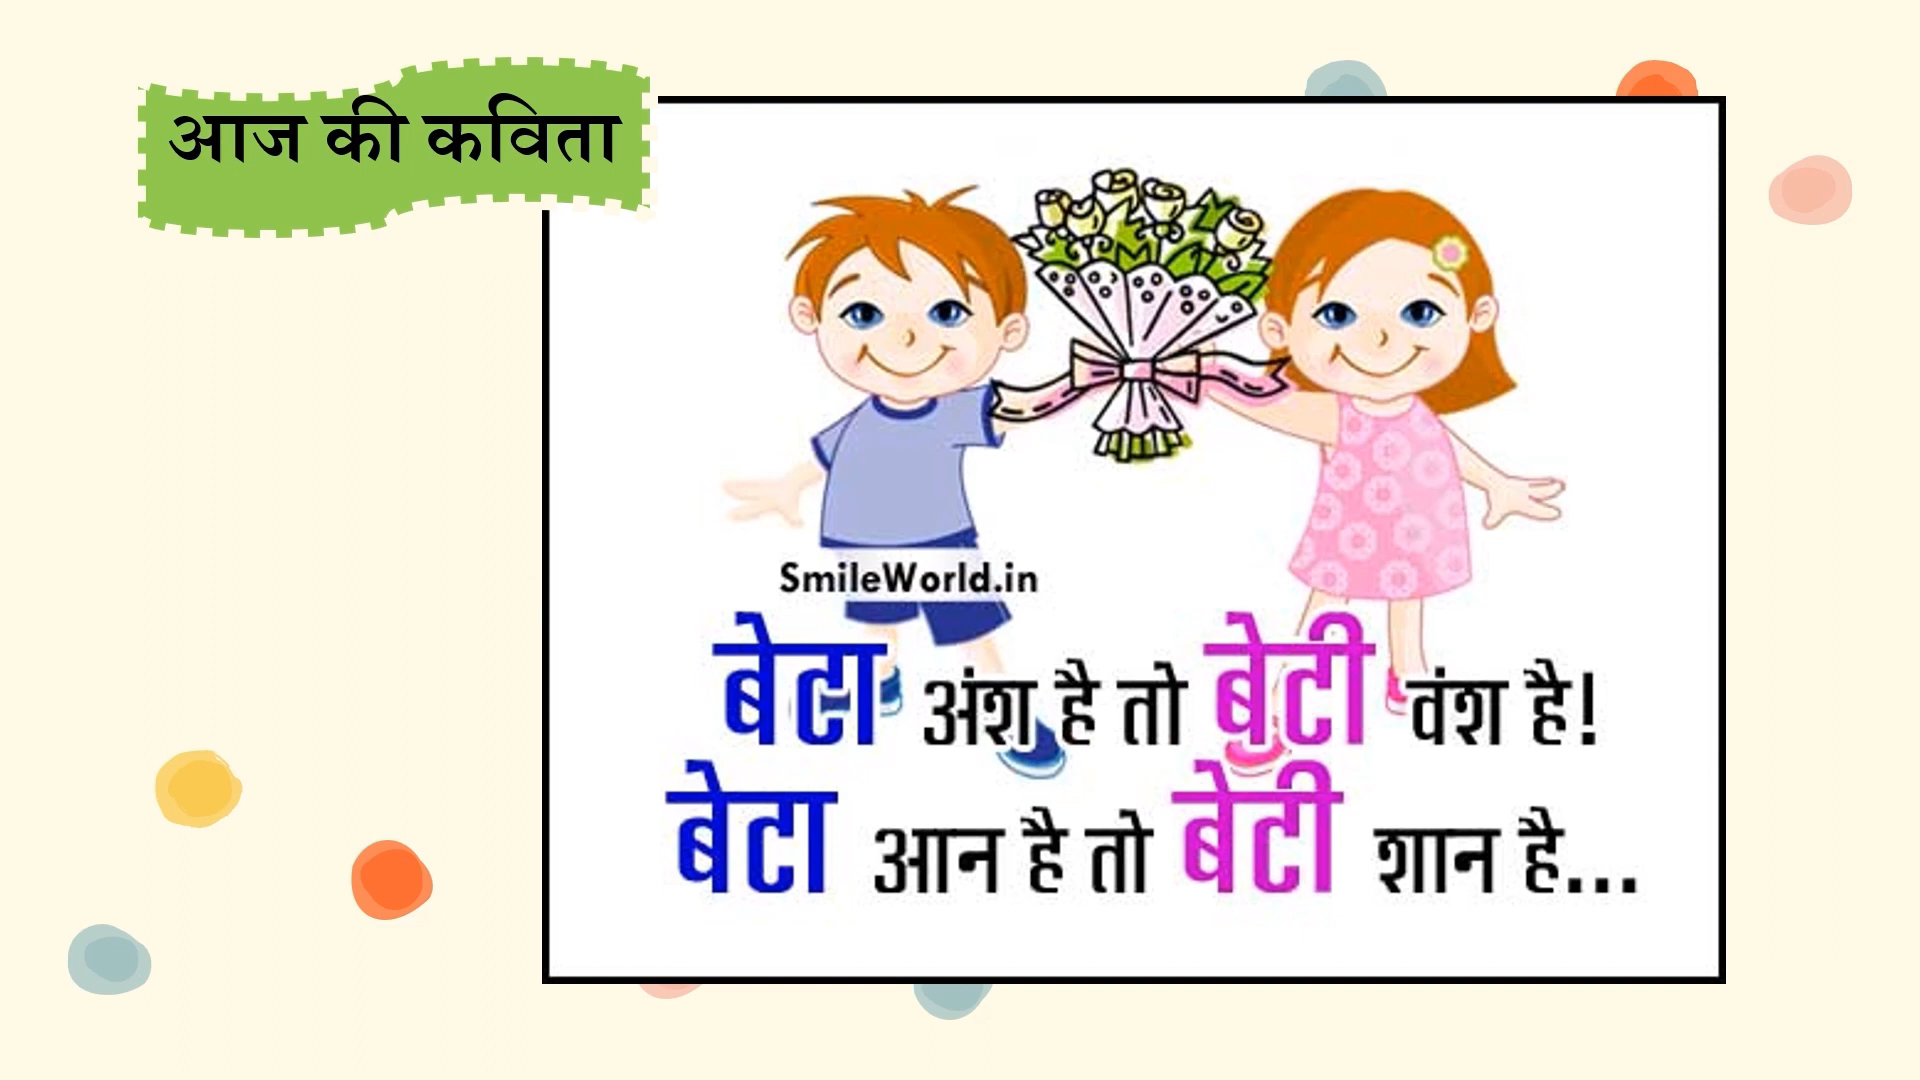 आज की कविता
SmileWorld.in
बेटा अंश है तो बेटी वंश है!
बेटा आन है तो बेटी शान है...